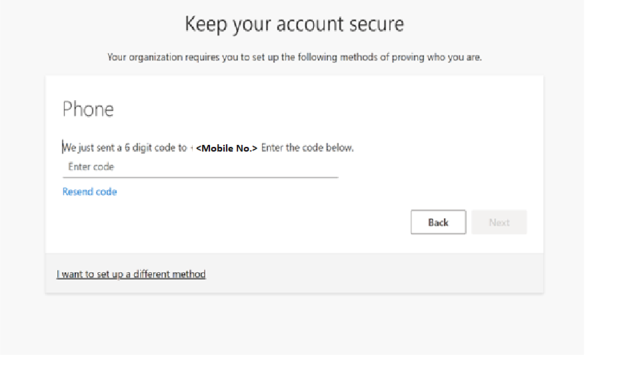 Keep your account secure
Your organization requires you to set up the following methods of proving who you are.
Phone
We just sent a 6 digit code to <Mobile No.> Enter the code below.
Enter code
Resend code
Back Next
I want to set up a different method